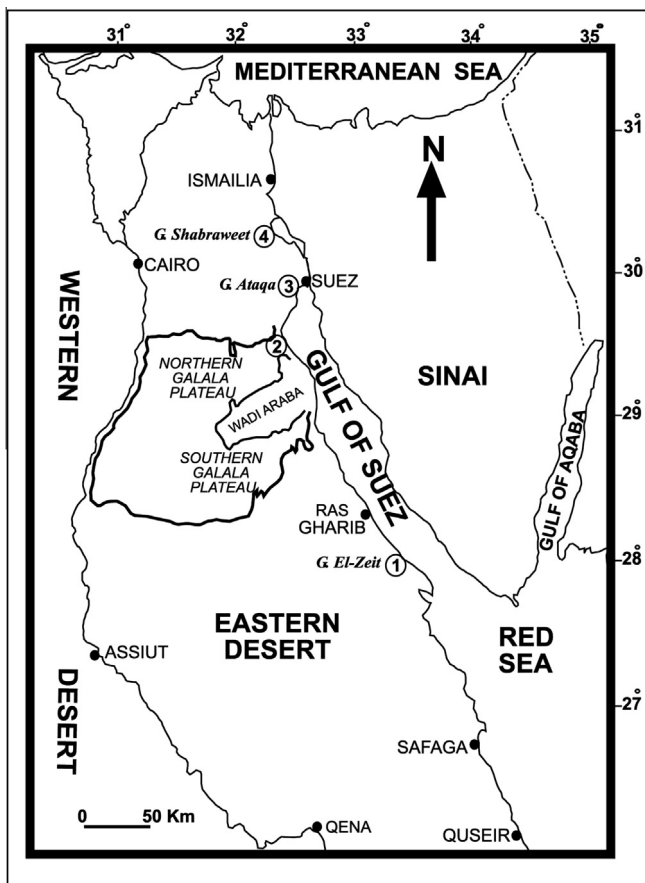 31°
32°
33°
34°
35°
MEDITERRANEAN SEA
31
N
ISMAILIA
G. Shabraweet
4
CAIRO
30
G. Ataqa
3
SUEZ
WESTERN
DESERT
2
NORTHERN
GALALA
PLATEAU
WADI ARABA
GULF OF SUEZ
SINAI
29
GULF OF AQABA
SOUTHERN
GALALA
PLATEAU
RAS
GHARIB
G. El-Zeit
1
28
EASTERN
DESERT
RED
SEA
ASSIUT
27
SAFAGA
0 50 Km
QENA
QUSEIR